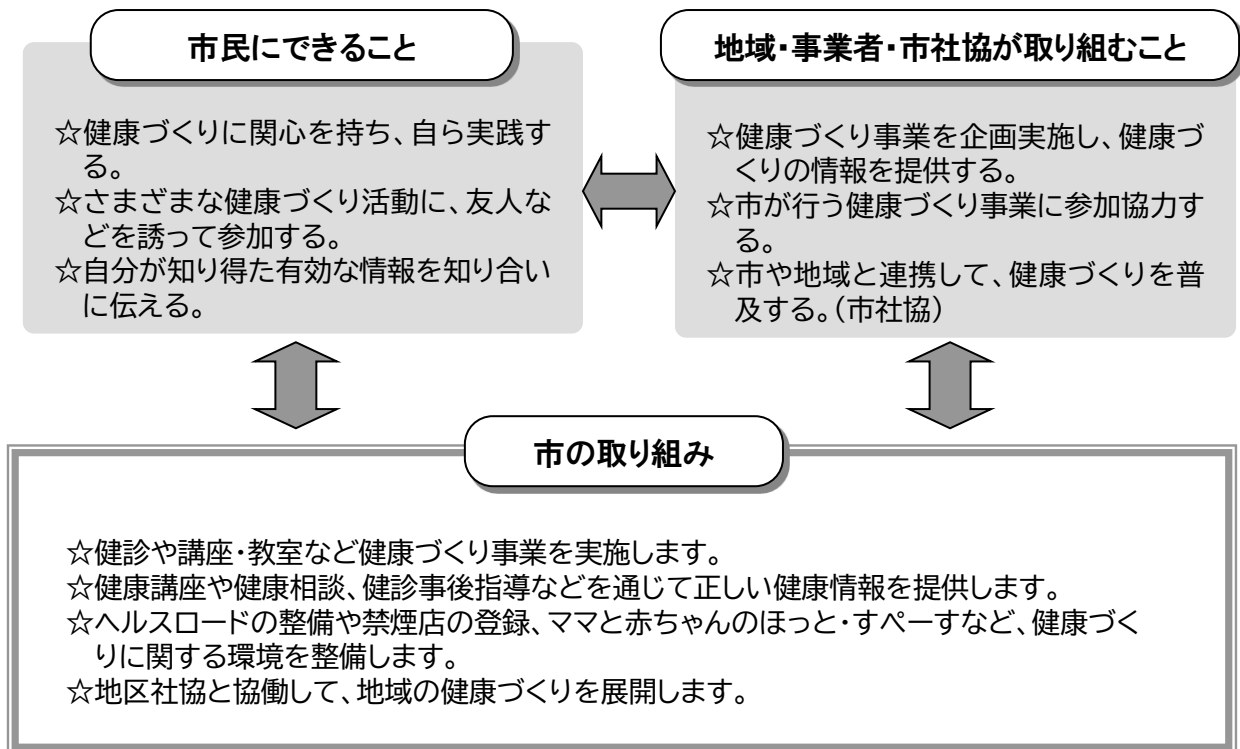 市民にできること
☆健康づくりに関心を持ち、自ら実践す
る。
☆さまざまな健康づくり活動に、友人な
どを誘って参加する。
☆自分が知り得た有効な情報を知り合い
に伝える。
地域・事業者・市社協が取り組むこと
☆健康づくり事業を企画実施し、健康づ
くりの情報を提供する。
☆市が行う健康づくり事業に参加協力す
る。
☆市や地域と連携して、健康づくりを普
及する。（市社協）
市の取り組み
☆健診や講座・教室など健康づくり事業を実施します。
☆健康講座や健康相談、健診事後指導などを通じて正しい健康情報を提供します。
☆ヘルスロードの整備や禁煙店の登録、ママと赤ちゃんのほっと・すぺーすなど、健康づく
りに関する環境を整備します。
☆地区社協と協働して、地域の健康づくりを展開します。